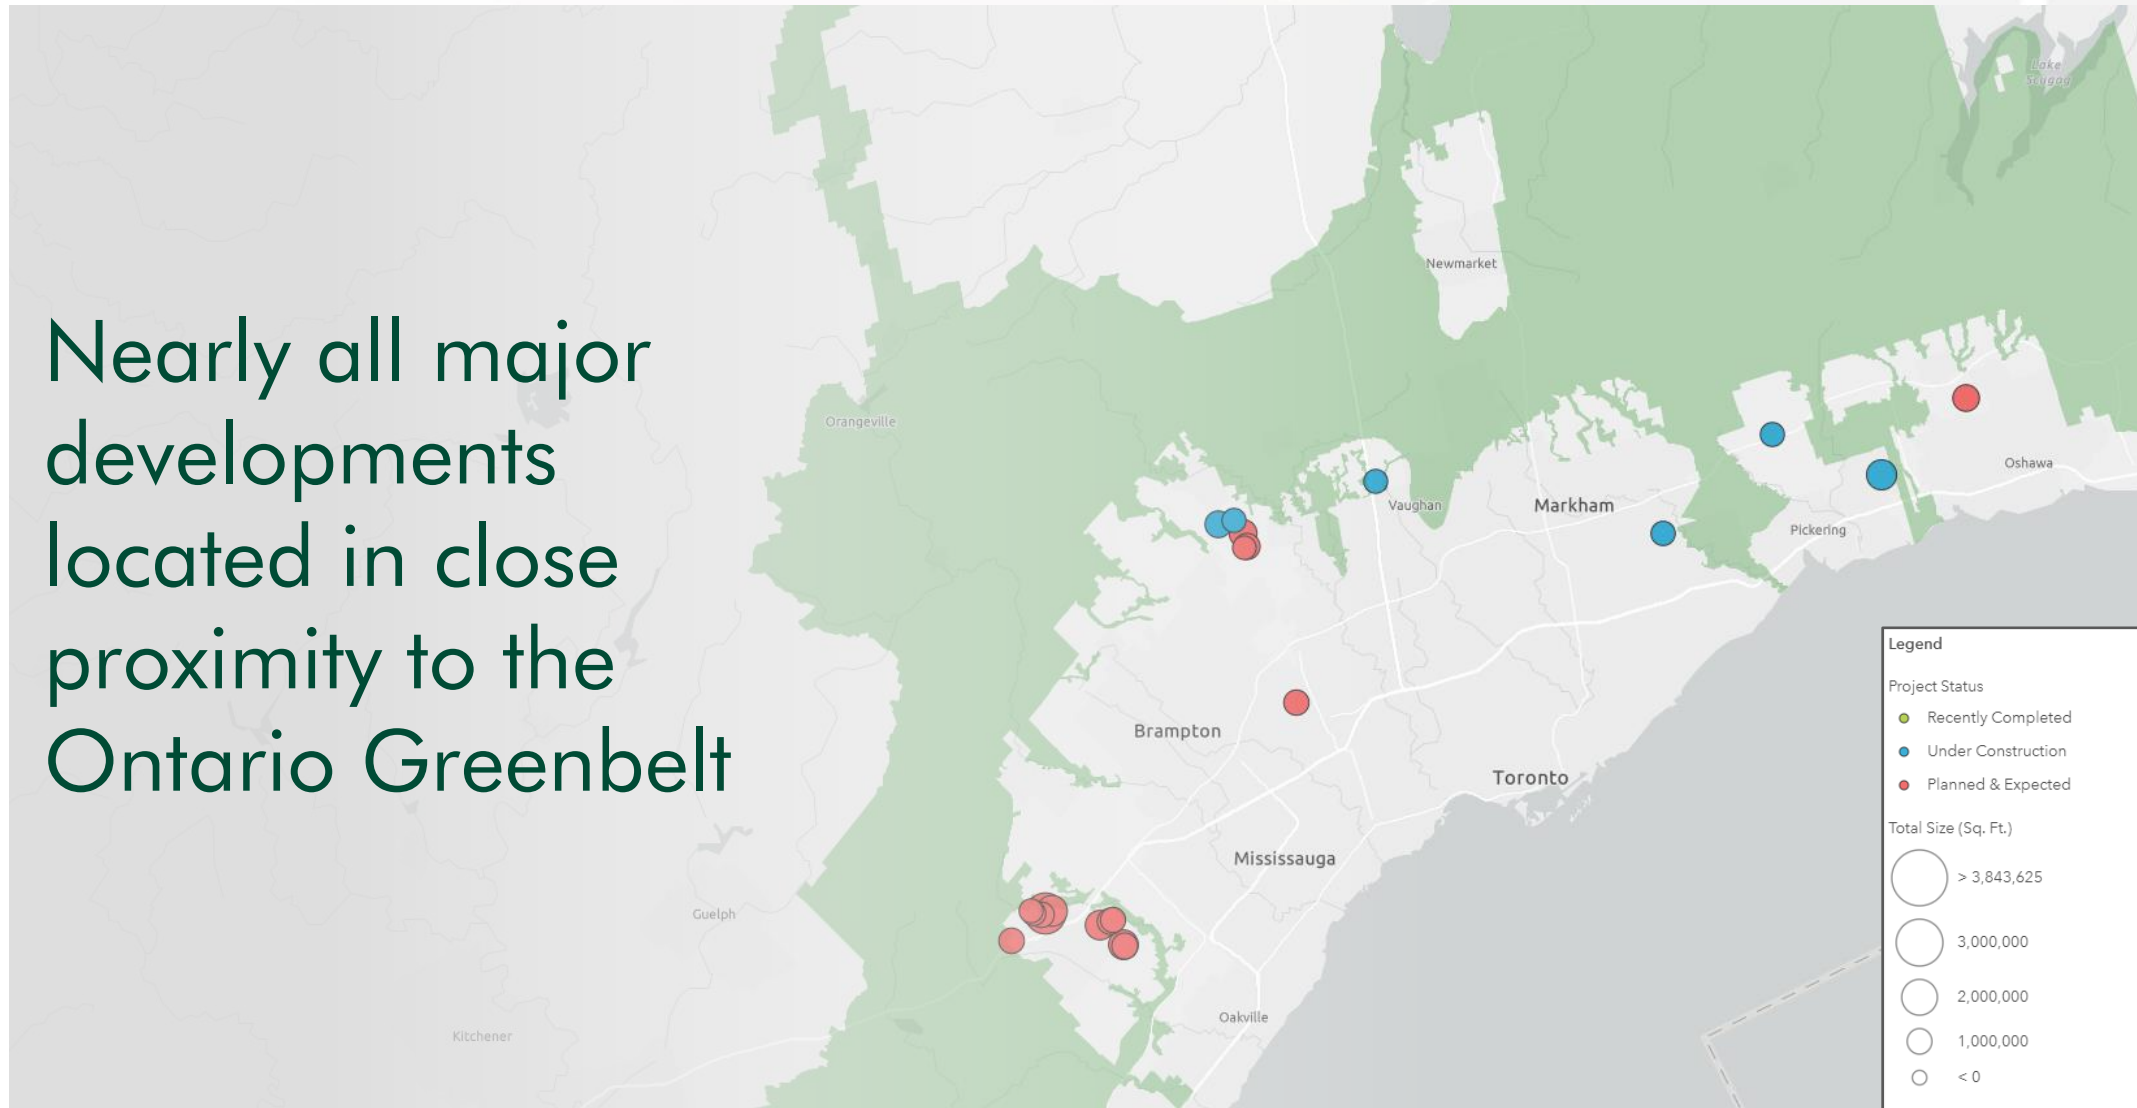 Nearly all major
developments
located in close
proximity to the
Ontario Greenbelt
Lake
Scugog
Newmarket
Orangeville
Oshawa
Vaughan
Markham
Pickering
Brampton
Toronto
Mississauga
Guelph
Oakville
Kitchener
Legend
Project Status
Recently Completed
Under Construction
Planned & Expected
Total Size (Sq. Ft.)
> 3,843,625
3,000,000
2,000,000
1,000,000
< 0